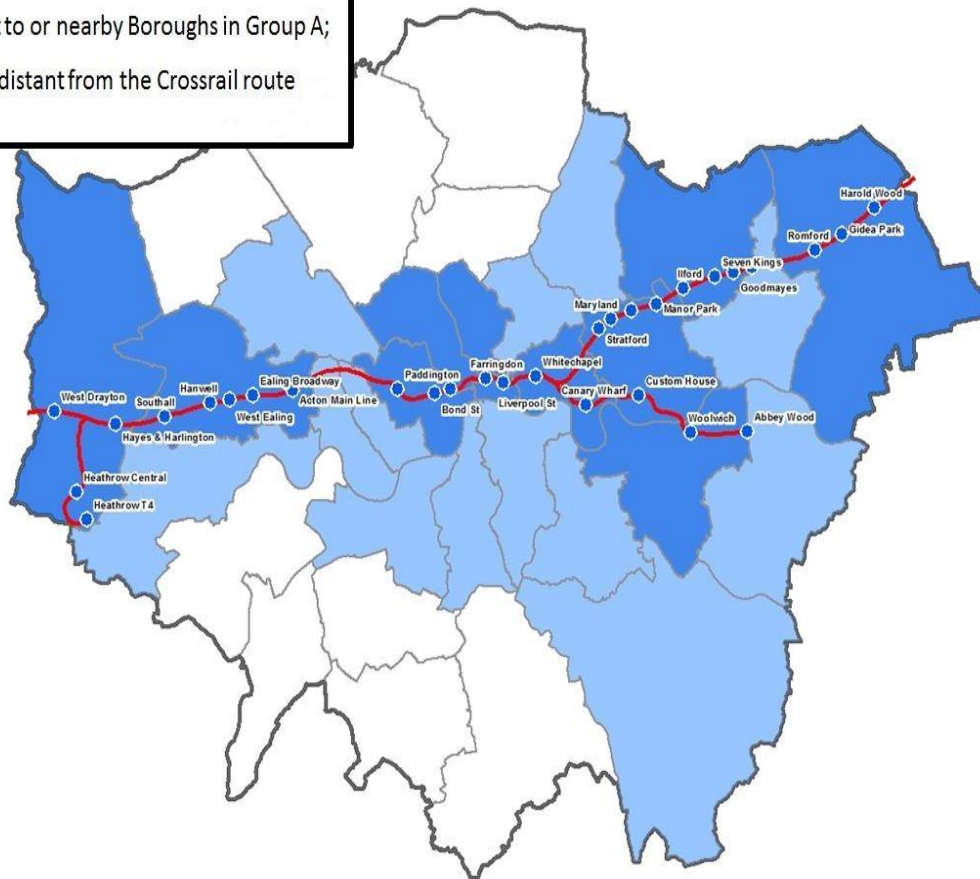 t to or nearby Boroughs in Group A;
distant from the Crossrail route
Harold Wood
Gidea Park
Romford
Seven Kings
Ilford
Goodmayes
Maryland
Manor Park
Stratford
Whitechapel
Farringdon
Paddington
Canary Wharf
Custom House
Ealing Broadway
Hanwell
Acton Main Line
Liverpool St
Bond St
West Drayton
Southall
West Ealing
Woolwich
Abbey Wood
Hayes & Harlington
Heathrow Central
Heathrow T4